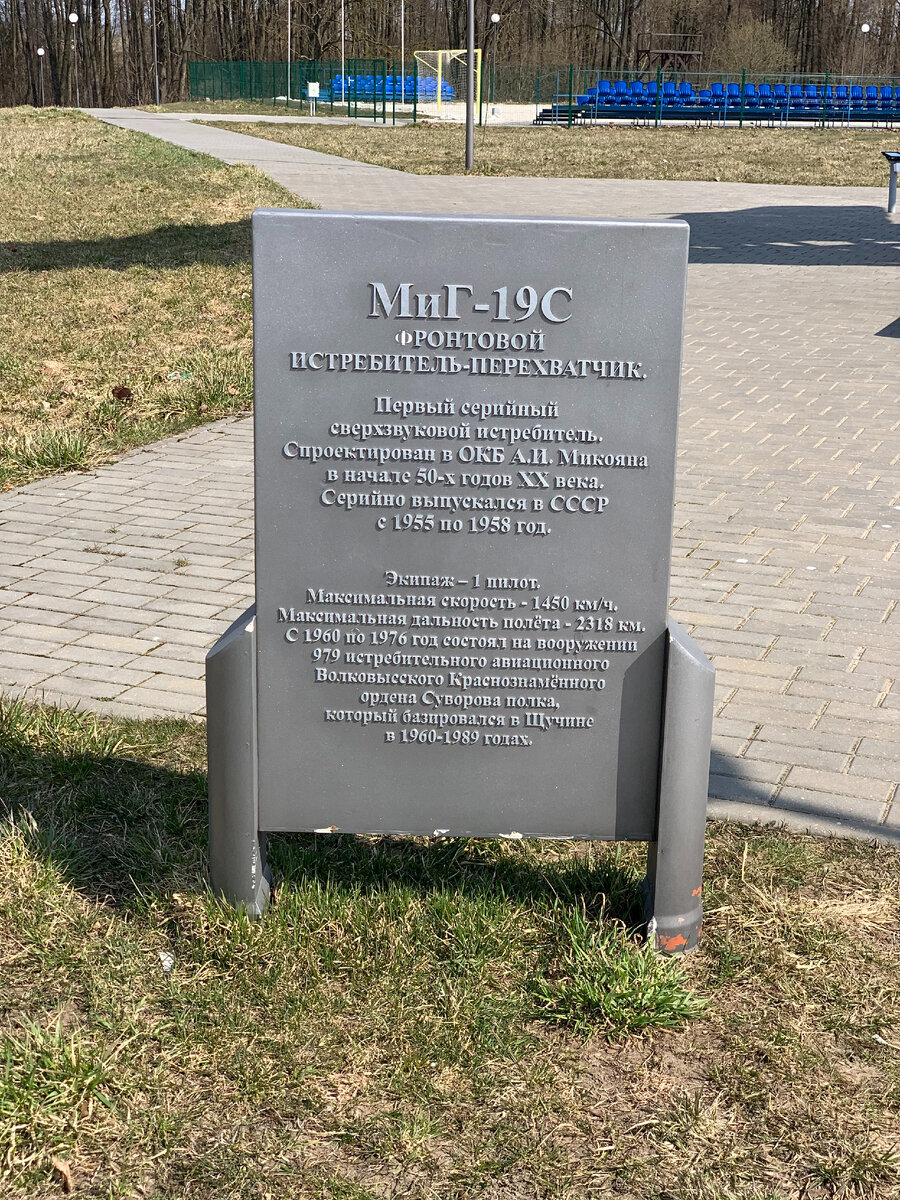 МиГ-19С
ФРОНТОВОЙ
ИСТРЕБИТЕЛЬ-ПЕРЕХВАТЧИК.
Первый серийный
сверхзвуковой истребитель.
Спроектирован в ОКБ А.И. Микояна
в начале 50-х годов XX века.
Серийно выпускался в СССР
с 1955 по 1958 год.
Экипаж – 1 пилот.
Максимальная скорость - 1450 км/ч.
Максимальная дальность полёта - 2318 км.
С 1960 по 1976 год состоял на вооружении
979 истребительного авиационного
Волковысского Краснознамённого
ордена Суворова полка,
который базировался в Щучине
в 1960-1989 годах.